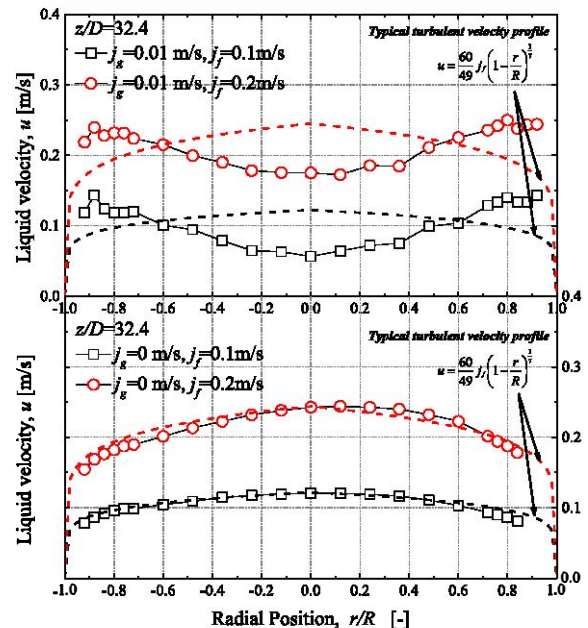 z/D=32.4
j_g=0.01 m/s, j_f=0.1m/s
j_g=0.01 m/s, j_f=0.2m/s
Typical turbulent velocity profile
u = 60/49 j_f (1 - r/R)^{1/7}
Liquid velocity, u [m/s]
0.4
0.3
0.2
0.1
0.0
-1.0 -0.8 -0.6 -0.4 -0.2 0.0 0.2 0.4 0.6 0.8 1.0
z/D=32.4
j_g=0 m/s, j_f=0.1m/s
j_g=0 m/s, j_f=0.2m/s
Typical turbulent velocity profile
u = 60/49 j_f (1 - r/R)^{1/7}
Liquid velocity, u [m/s]
0.4
0.3
0.2
0.1
0.0
-1.0 -0.8 -0.6 -0.4 -0.2 0.0 0.2 0.4 0.6 0.8 1.0
Radial Position, r/R [-]